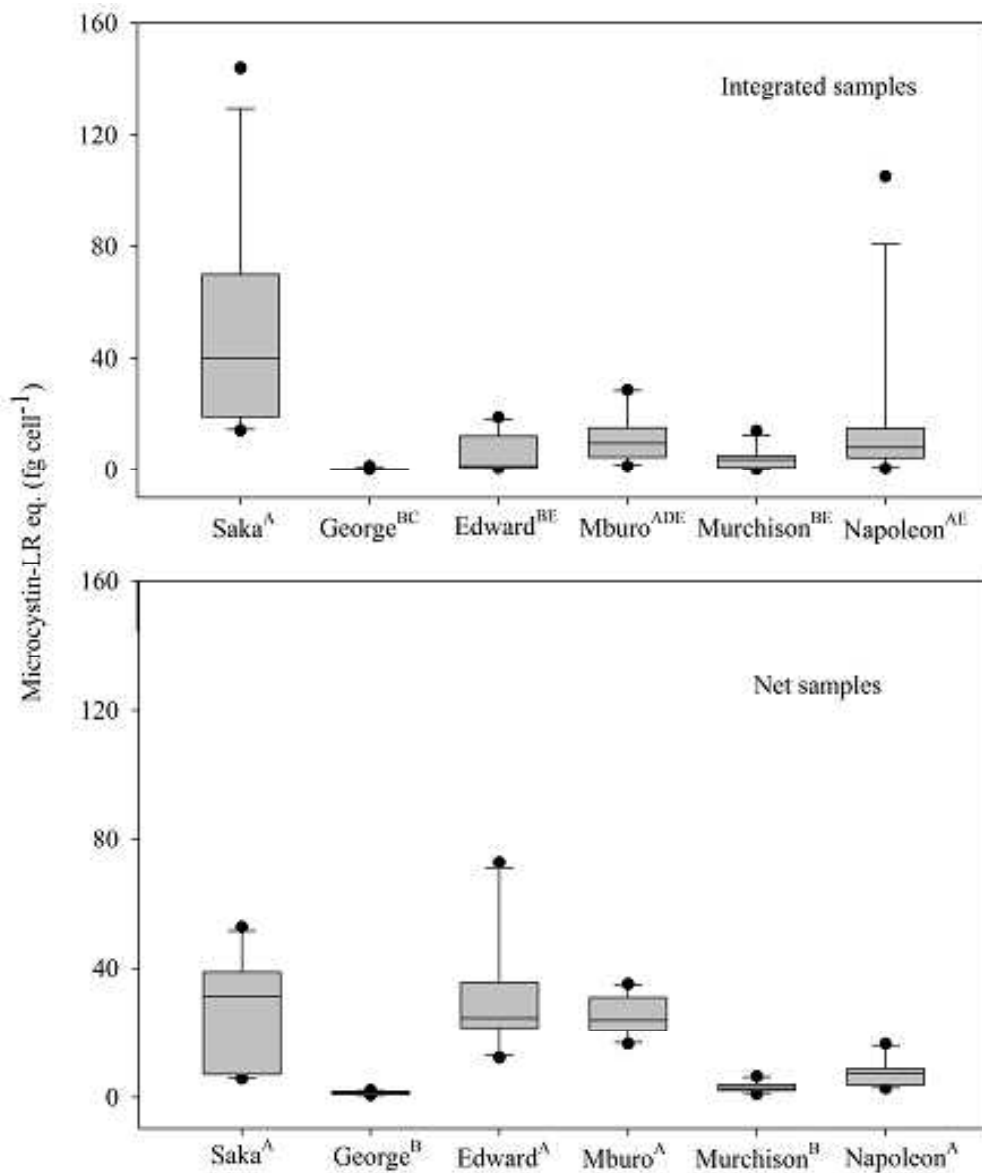 160
Integrated samples
120
80
40
0
Saka^A George^BC Edward^BE Mburo^ADE Murchison^BE Napoleon^AE
Microcystin-LR eq. (fg cell^-1)
160
Net samples
120
80
40
0
Saka^A George^B Edward^A Mburo^A Murchison^B Napoleon^A